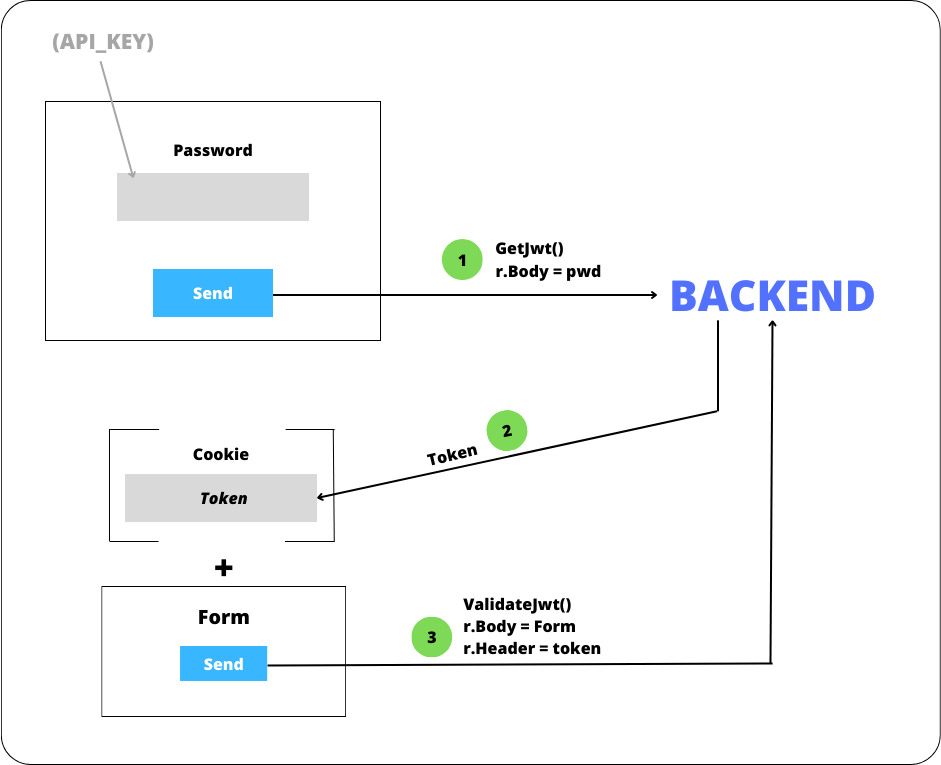 (API_KEY)
Password
Send
1
GetJwt()
r.Body = pwd
BACKEND
2
Token
Cookie
Token
+
Form
Send
3
ValidateJwt()
r.Body = Form
r.Header = token